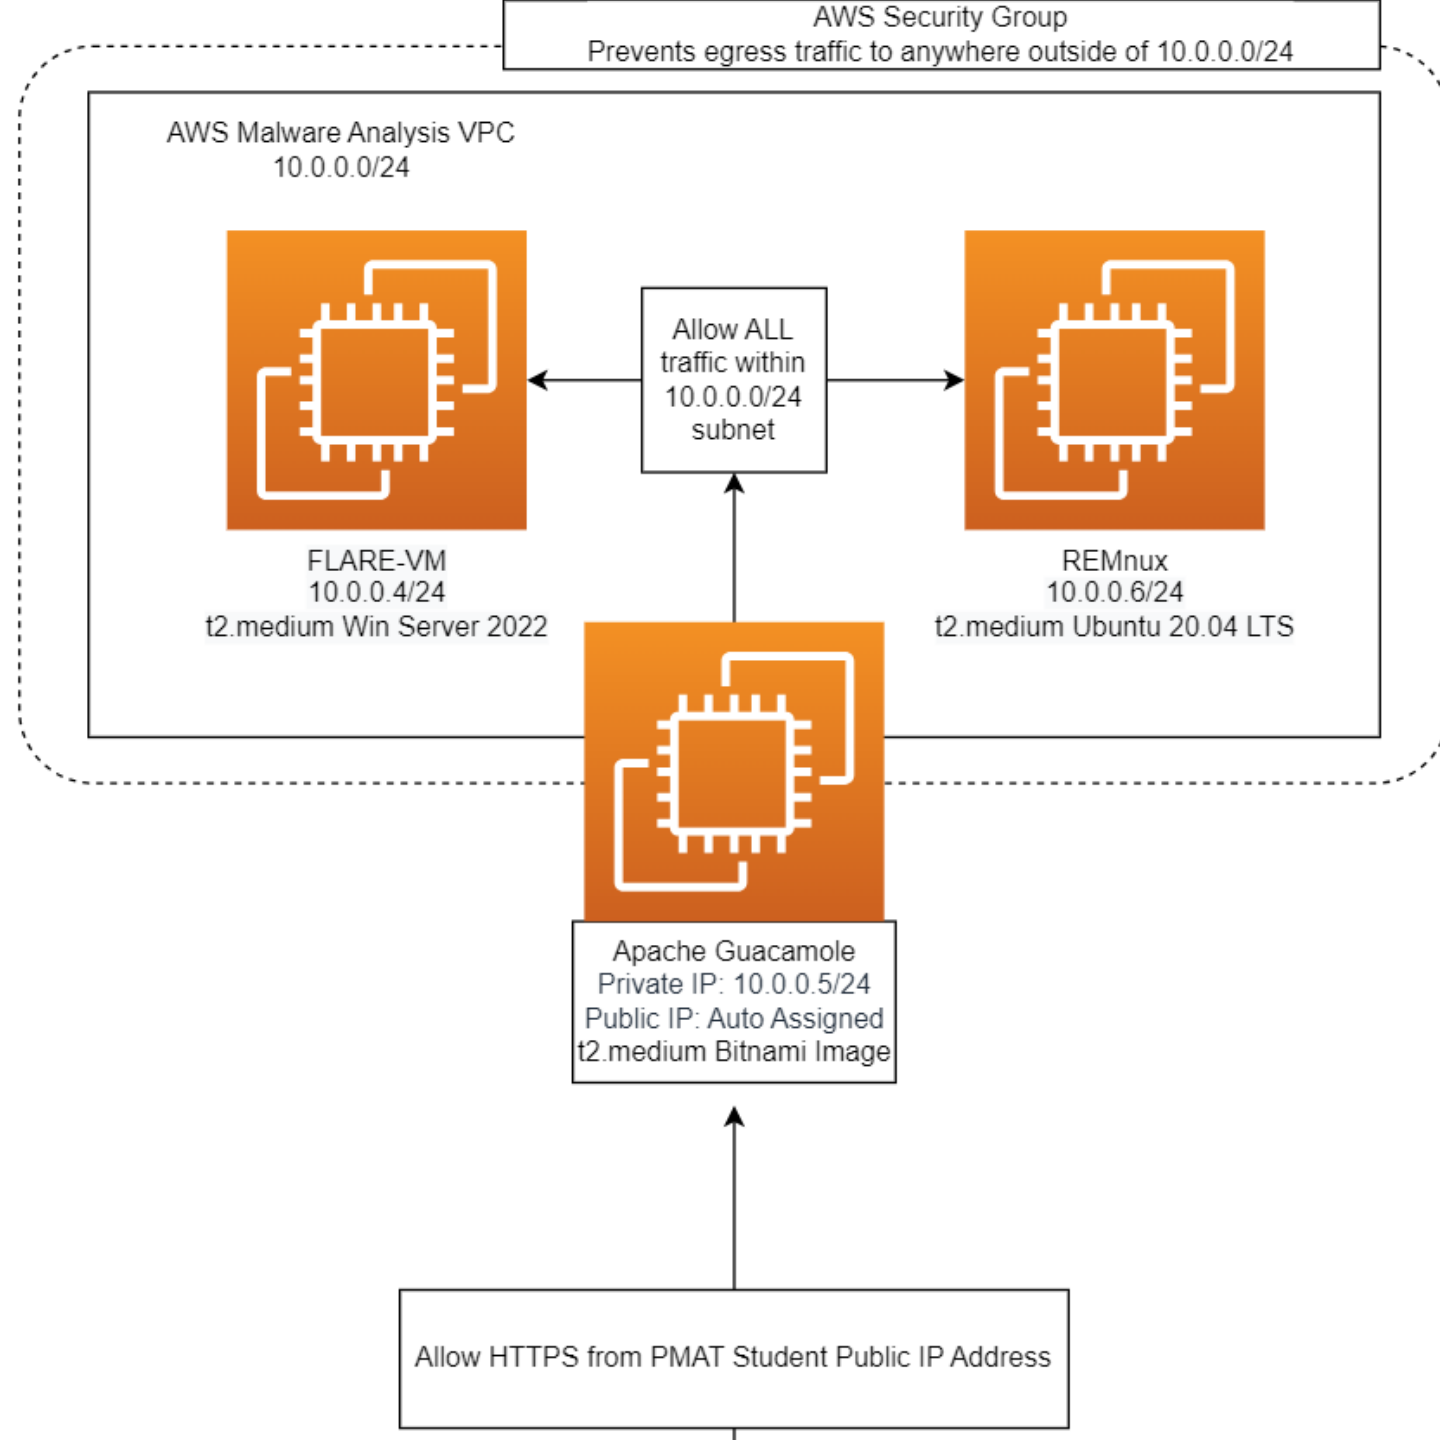 AWS Security Group
Prevents egress traffic to anywhere outside of 10.0.0.0/24
AWS Malware Analysis VPC
10.0.0.0/24
Allow ALL
traffic within
10.0.0.0/24
subnet
FLARE-VM
10.0.0.4/24
t2.medium Win Server 2022
REMnux
10.0.0.6/24
t2.medium Ubuntu 20.04 LTS
Apache Guacamole
Private IP: 10.0.0.5/24
Public IP: Auto Assigned
t2.medium Bitnami Image
Allow HTTPS from PMAT Student Public IP Address